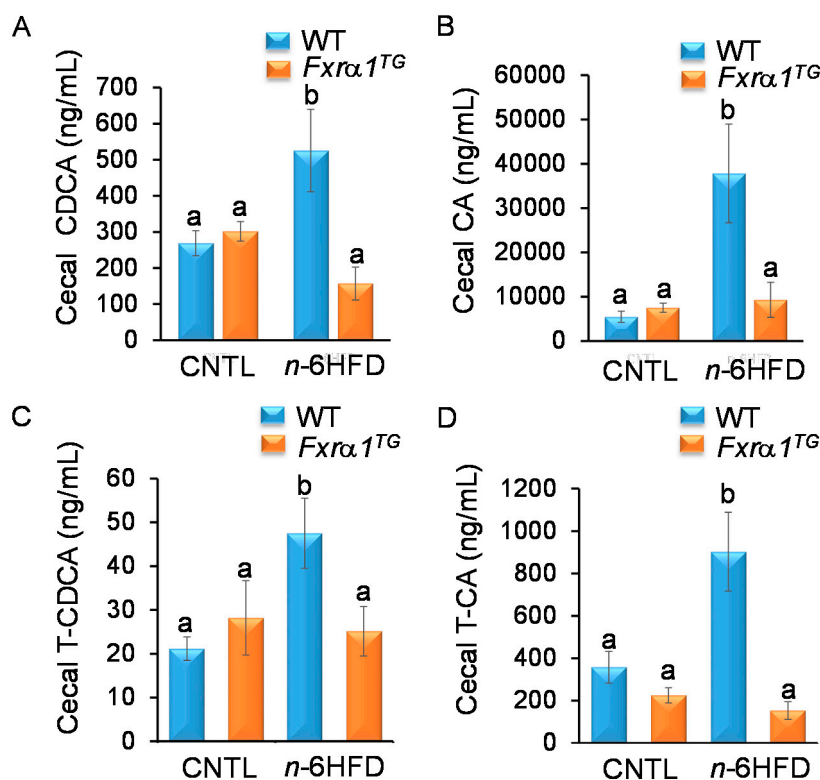 A
WT
Fxrα1TG
Cecal CDCA (ng/mL)
700
600
500
400
300
200
100
0
a
a
b
a
CNTL
n-6HFD
B
WT
Fxrα1TG
Cecal CA (ng/mL)
60000
50000
40000
30000
20000
10000
0
a
a
b
a
CNTL
n-6HFD
C
WT
Fxrα1TG
Cecal T-CDCA (ng/mL)
60
50
40
30
20
10
0
a
a
b
a
CNTL
n-6HFD
D
WT
Fxrα1TG
Cecal T-CA (ng/mL)
1200
1000
800
600
400
200
0
a
a
b
a
CNTL
n-6HFD